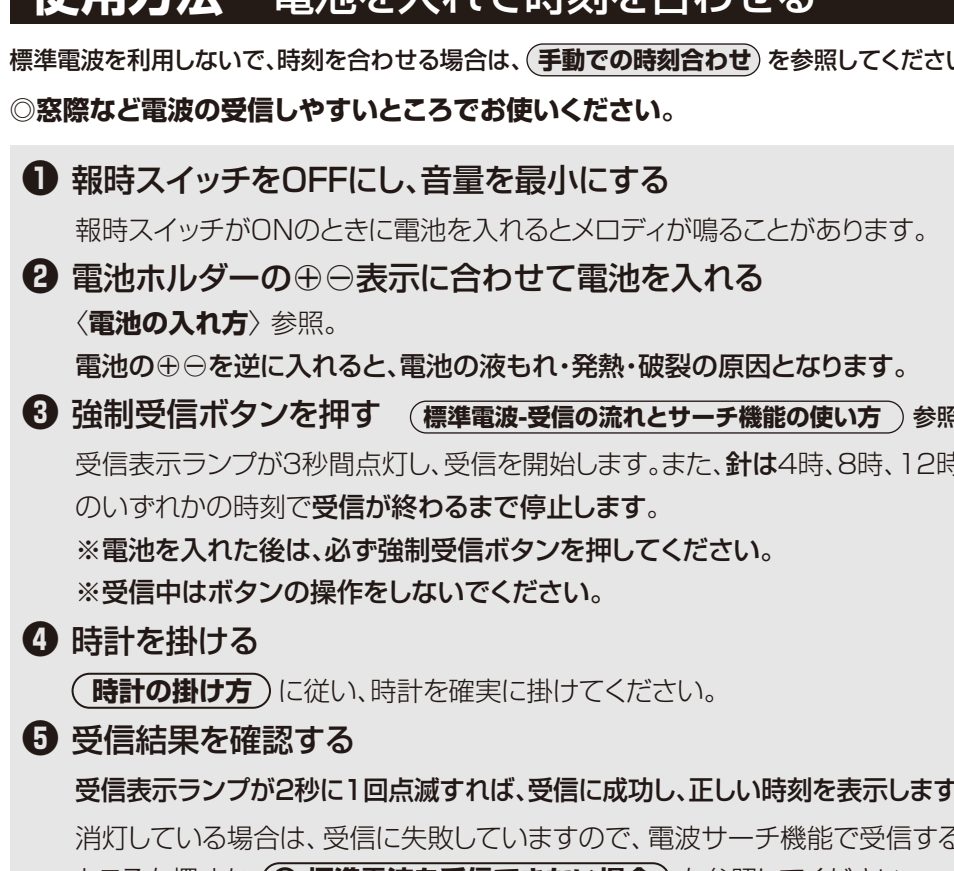 使用方法 電池を入れて時刻を合わせる
標準電波を利用しないで、時刻を合わせる場合は、手動での時刻合わせ を参照してくださ
◎窓際など電波の受信しやすいところでお使いください。
❶ 報時スイッチをOFFにし、音量を最小にする
報時スイッチがONのときに電池を入れるとメロディが鳴ることがあります。
❷ 電池ホルダーの⊕⊖表示に合わせて電池を入れる
〈電池の入れ方〉参照。
電池の⊕⊖を逆に入れると、電池の液もれ・発熱・破裂の原因となります。
❸ 強制受信ボタンを押す 標準電波-受信の流れとサーチ機能の使い方 参照
受信表示ランプが3秒間点灯し、受信を開始します。また、針は4時、8時、12時
のいずれかの時刻で受信が終わるまで停止します。
※電池を入れた後は、必ず強制受信ボタンを押してください。
※受信中はボタンの操作をしないでください。
❹ 時計を掛ける
時計の掛け方 に従い、時計を確実に掛けてください。
❺ 受信結果を確認する
受信表示ランプが2秒に1回点滅すれば、受信に成功し、正しい時刻を表示します
消灯している場合は、受信に失敗していますので、電波サーチ機能で受信する